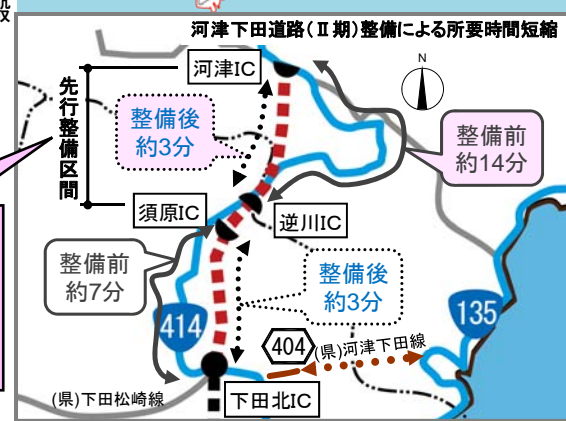 河津下田道路(Ⅱ期)整備による所要時間短縮
河津IC
N
先行整備区間
整備後
約3分
整備前
約14分
須原IC
逆川IC
整備前
約7分
整備後
約3分
414
135
404
(県)河津下田線
(県)下田松崎線
下田北IC